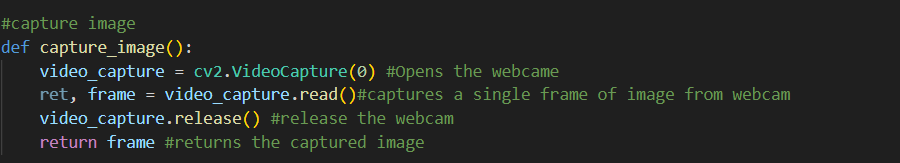 #capture image
def capture_image():
    video_capture = cv2.VideoCapture(0) #Opens the webcame
    ret, frame = video_capture.read()#captures a single frame of image from webcam
    video_capture.release() #release the webcam
    return frame #returns the captured image